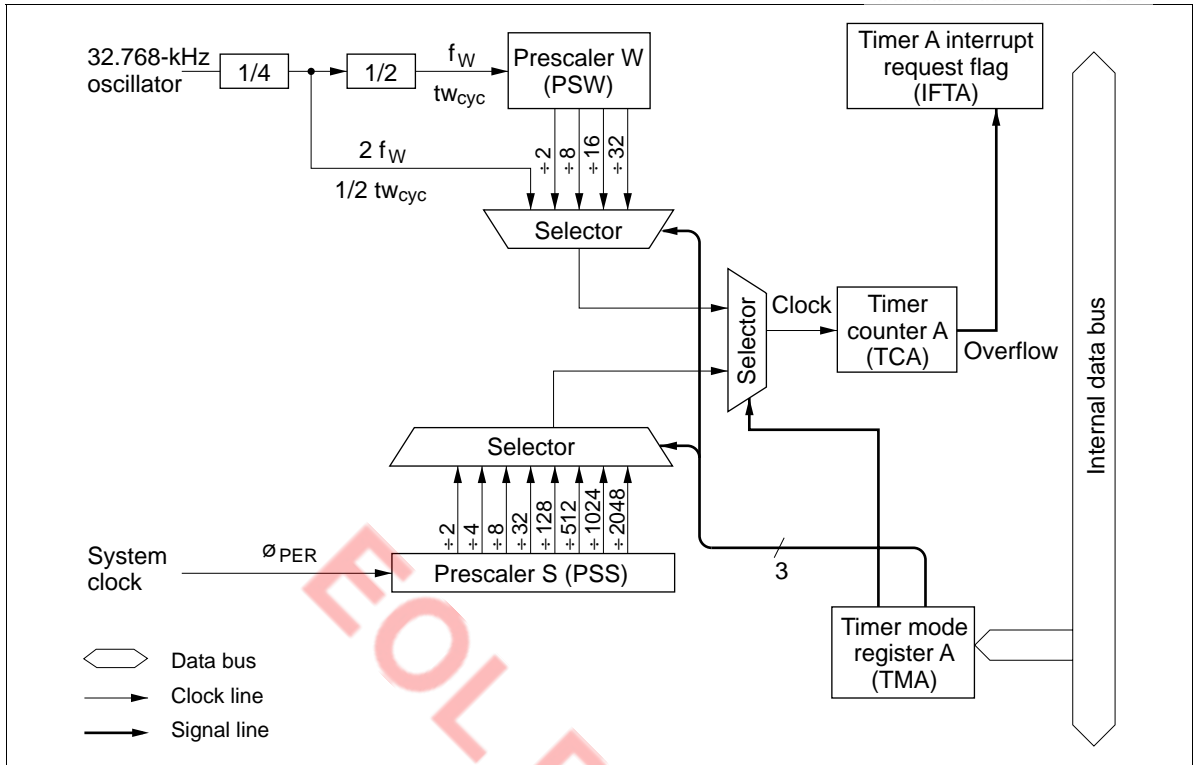 32.768-kHz
oscillator
1/4
1/2
fW
twcyc
Prescaler W
(PSW)
2 fW
1/2 twcyc
÷ 2
÷ 8
÷ 16
÷ 32
Selector
Timer A interrupt
request flag
(IFTA)
Selector
Clock
Timer
counter A
(TCA)
Overflow
Internal data bus
Selector
÷ 2
÷ 4
÷ 8
÷ 32
÷ 128
÷ 512
÷ 1024
÷ 2048
System
clock
øPER
Prescaler S (PSS)
3
Timer mode
register A
(TMA)
Data bus
Clock line
Signal line
EOL